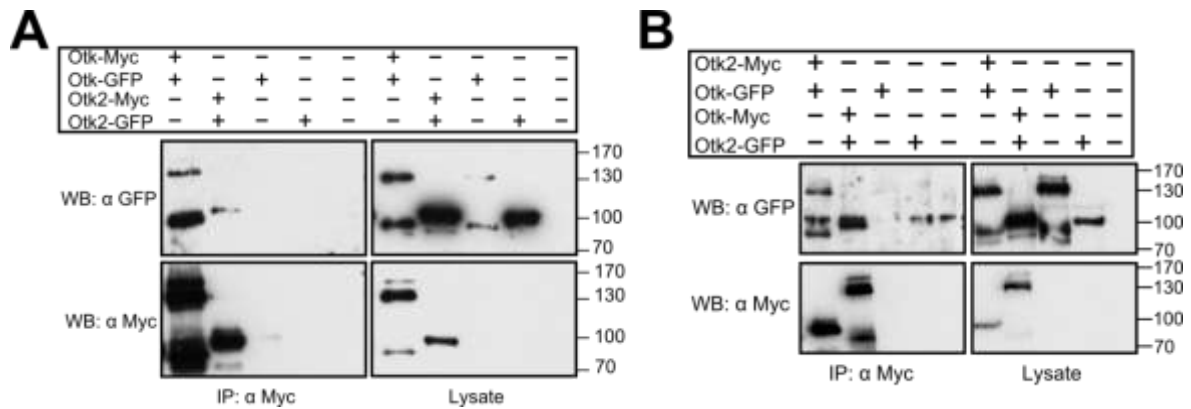 A
Otk-Myc + − − − − + − − − −
Otk-GFP + − + − − + − + − −
Otk2-Myc − + − − − − + − − −
Otk2-GFP − + − + − − + − + −
WB: α GFP
170
130
100
70
WB: α Myc
170
130
100
70
IP: α Myc
Lysate
B
Otk2-Myc + − − − − + − − − −
Otk-GFP + − + − − + − + − −
Otk-Myc − + − − − − + − − −
Otk2-GFP − + − + − − + − + −
WB: α GFP
170
130
100
70
WB: α Myc
170
130
100
70
IP: α Myc
Lysate